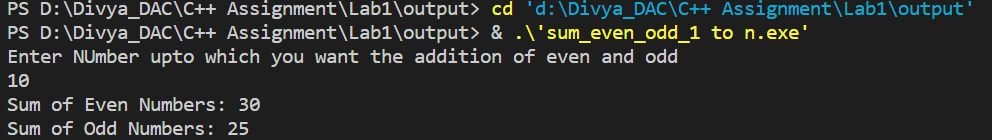 PS D:\Divya_DAC\C++ Assignment\Lab1\output> cd 'd:\Divya_DAC\C++ Assignment\Lab1\output'
PS D:\Divya_DAC\C++ Assignment\Lab1\output> & .\'sum_even_odd_1 to n.exe'
Enter NUmber upto which you want the addition of even and odd
10
Sum of Even Numbers: 30
Sum of Odd Numbers: 25